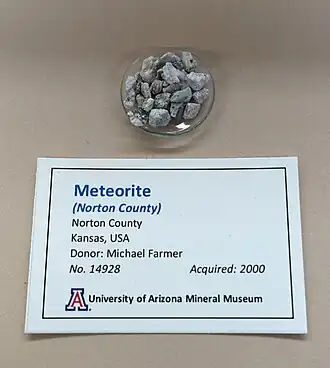 Meteorite
(Norton County)
Norton County
Kansas, USA
Donor: Michael Farmer
No. 14928 Acquired: 2000
A University of Arizona Mineral Museum